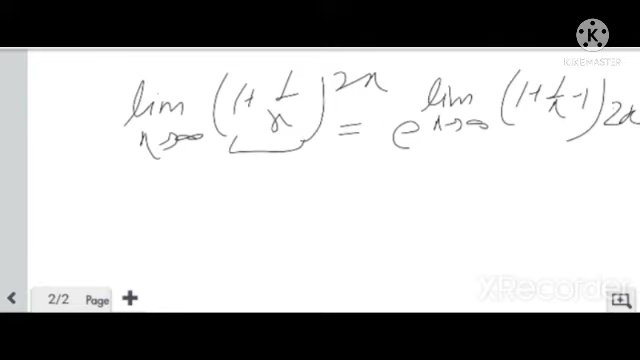 K
KINEMASTER
lim x→∞ (1+1/x)^2x = e^lim x→∞ (1+1/x-1)2x
XRecorder
2/2 Page